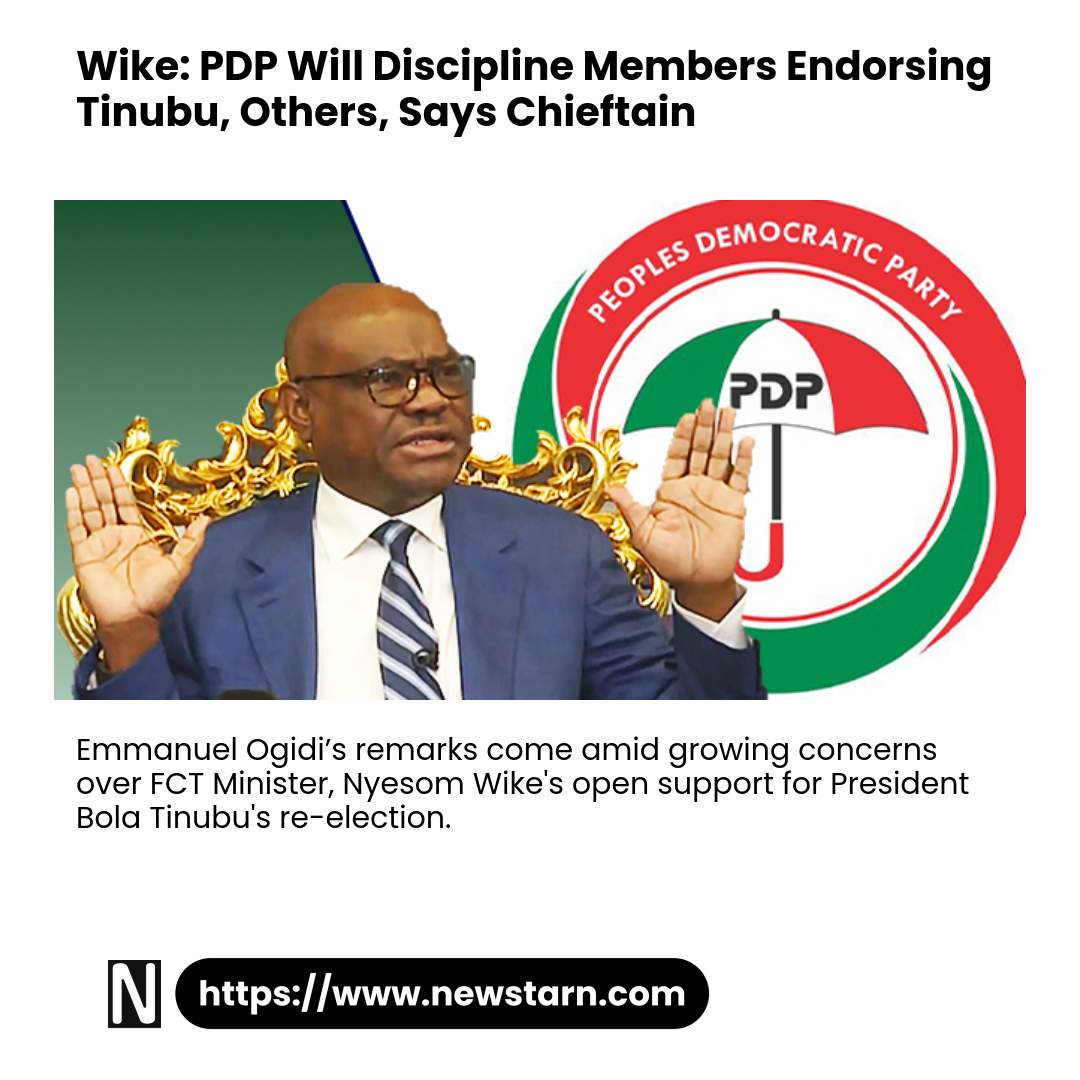 Wike: PDP Will Discipline Members Endorsing
Tinubu, Others, Says Chieftain
PEOPLES DEMOCRATIC PARTY
PDP
Emmanuel Ogidi’s remarks come amid growing concerns
over FCT Minister, Nyesom Wike's open support for President
Bola Tinubu's re-election.
N
https://www.newstarn.com